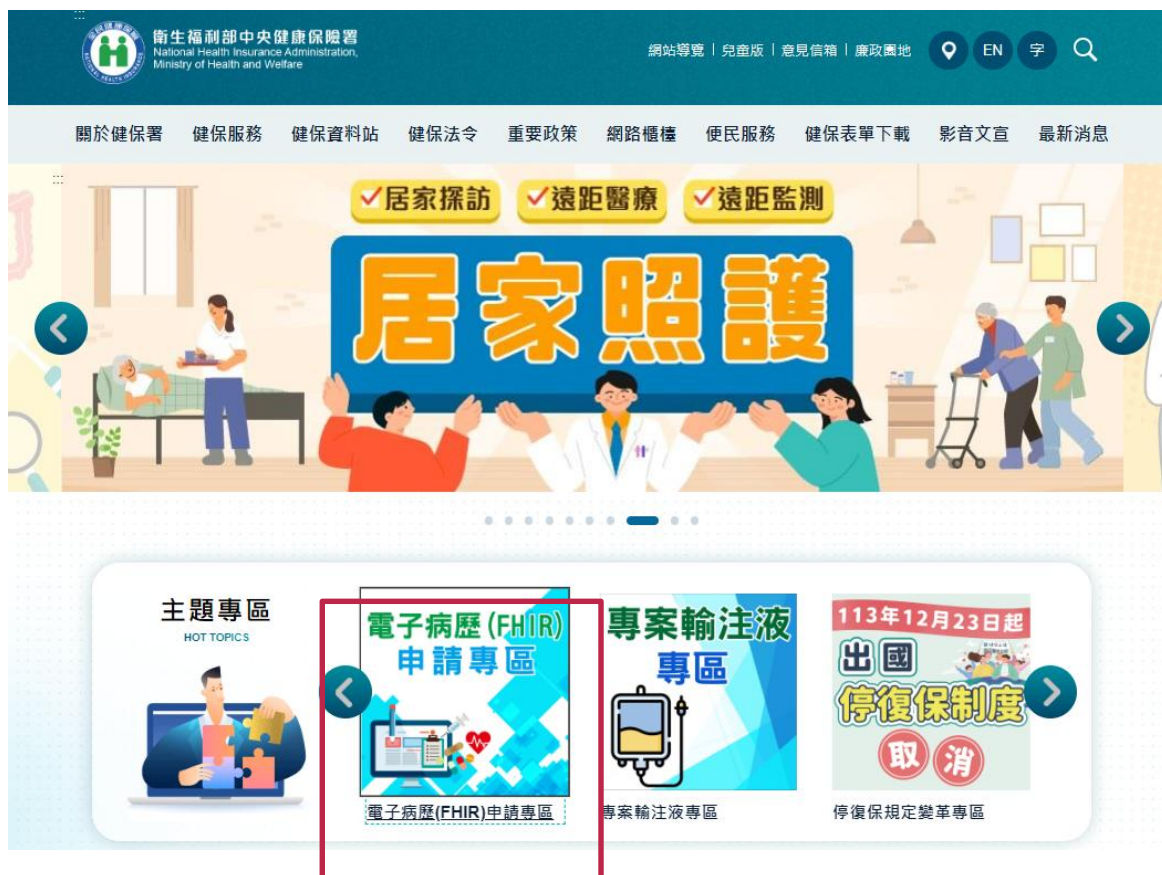 衛生福利部中央健康保險署
National Health Insurance Administration,
Ministry of Health and Welfare
網站導覽 | 兒童版 | 意見信箱 | 廉政園地
EN
字
關於健保署 健保服務 健保資料站 健保法令 重要政策 網路櫃檯 便民服務 健保表單下載 影音文宣 最新消息
居家探訪 遠距醫療 遠距監測
居家照護
主題專區
HOT TOPICS
電子病歷(FHIR)
申請專區
電子病歷(FHIR)申請專區
專案輸注液
專區
專案輸注液專區
113年12月23日起
出國
停復保制度
取消
停復保規定變革專區